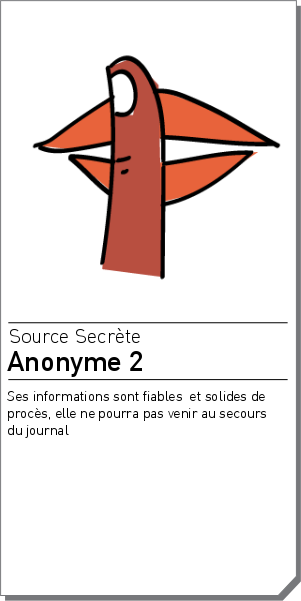 Source Secrète
Anonyme 2
Ses informations sont fiables  et solides de
procès, elle ne pourra pas venir au secours
du journal